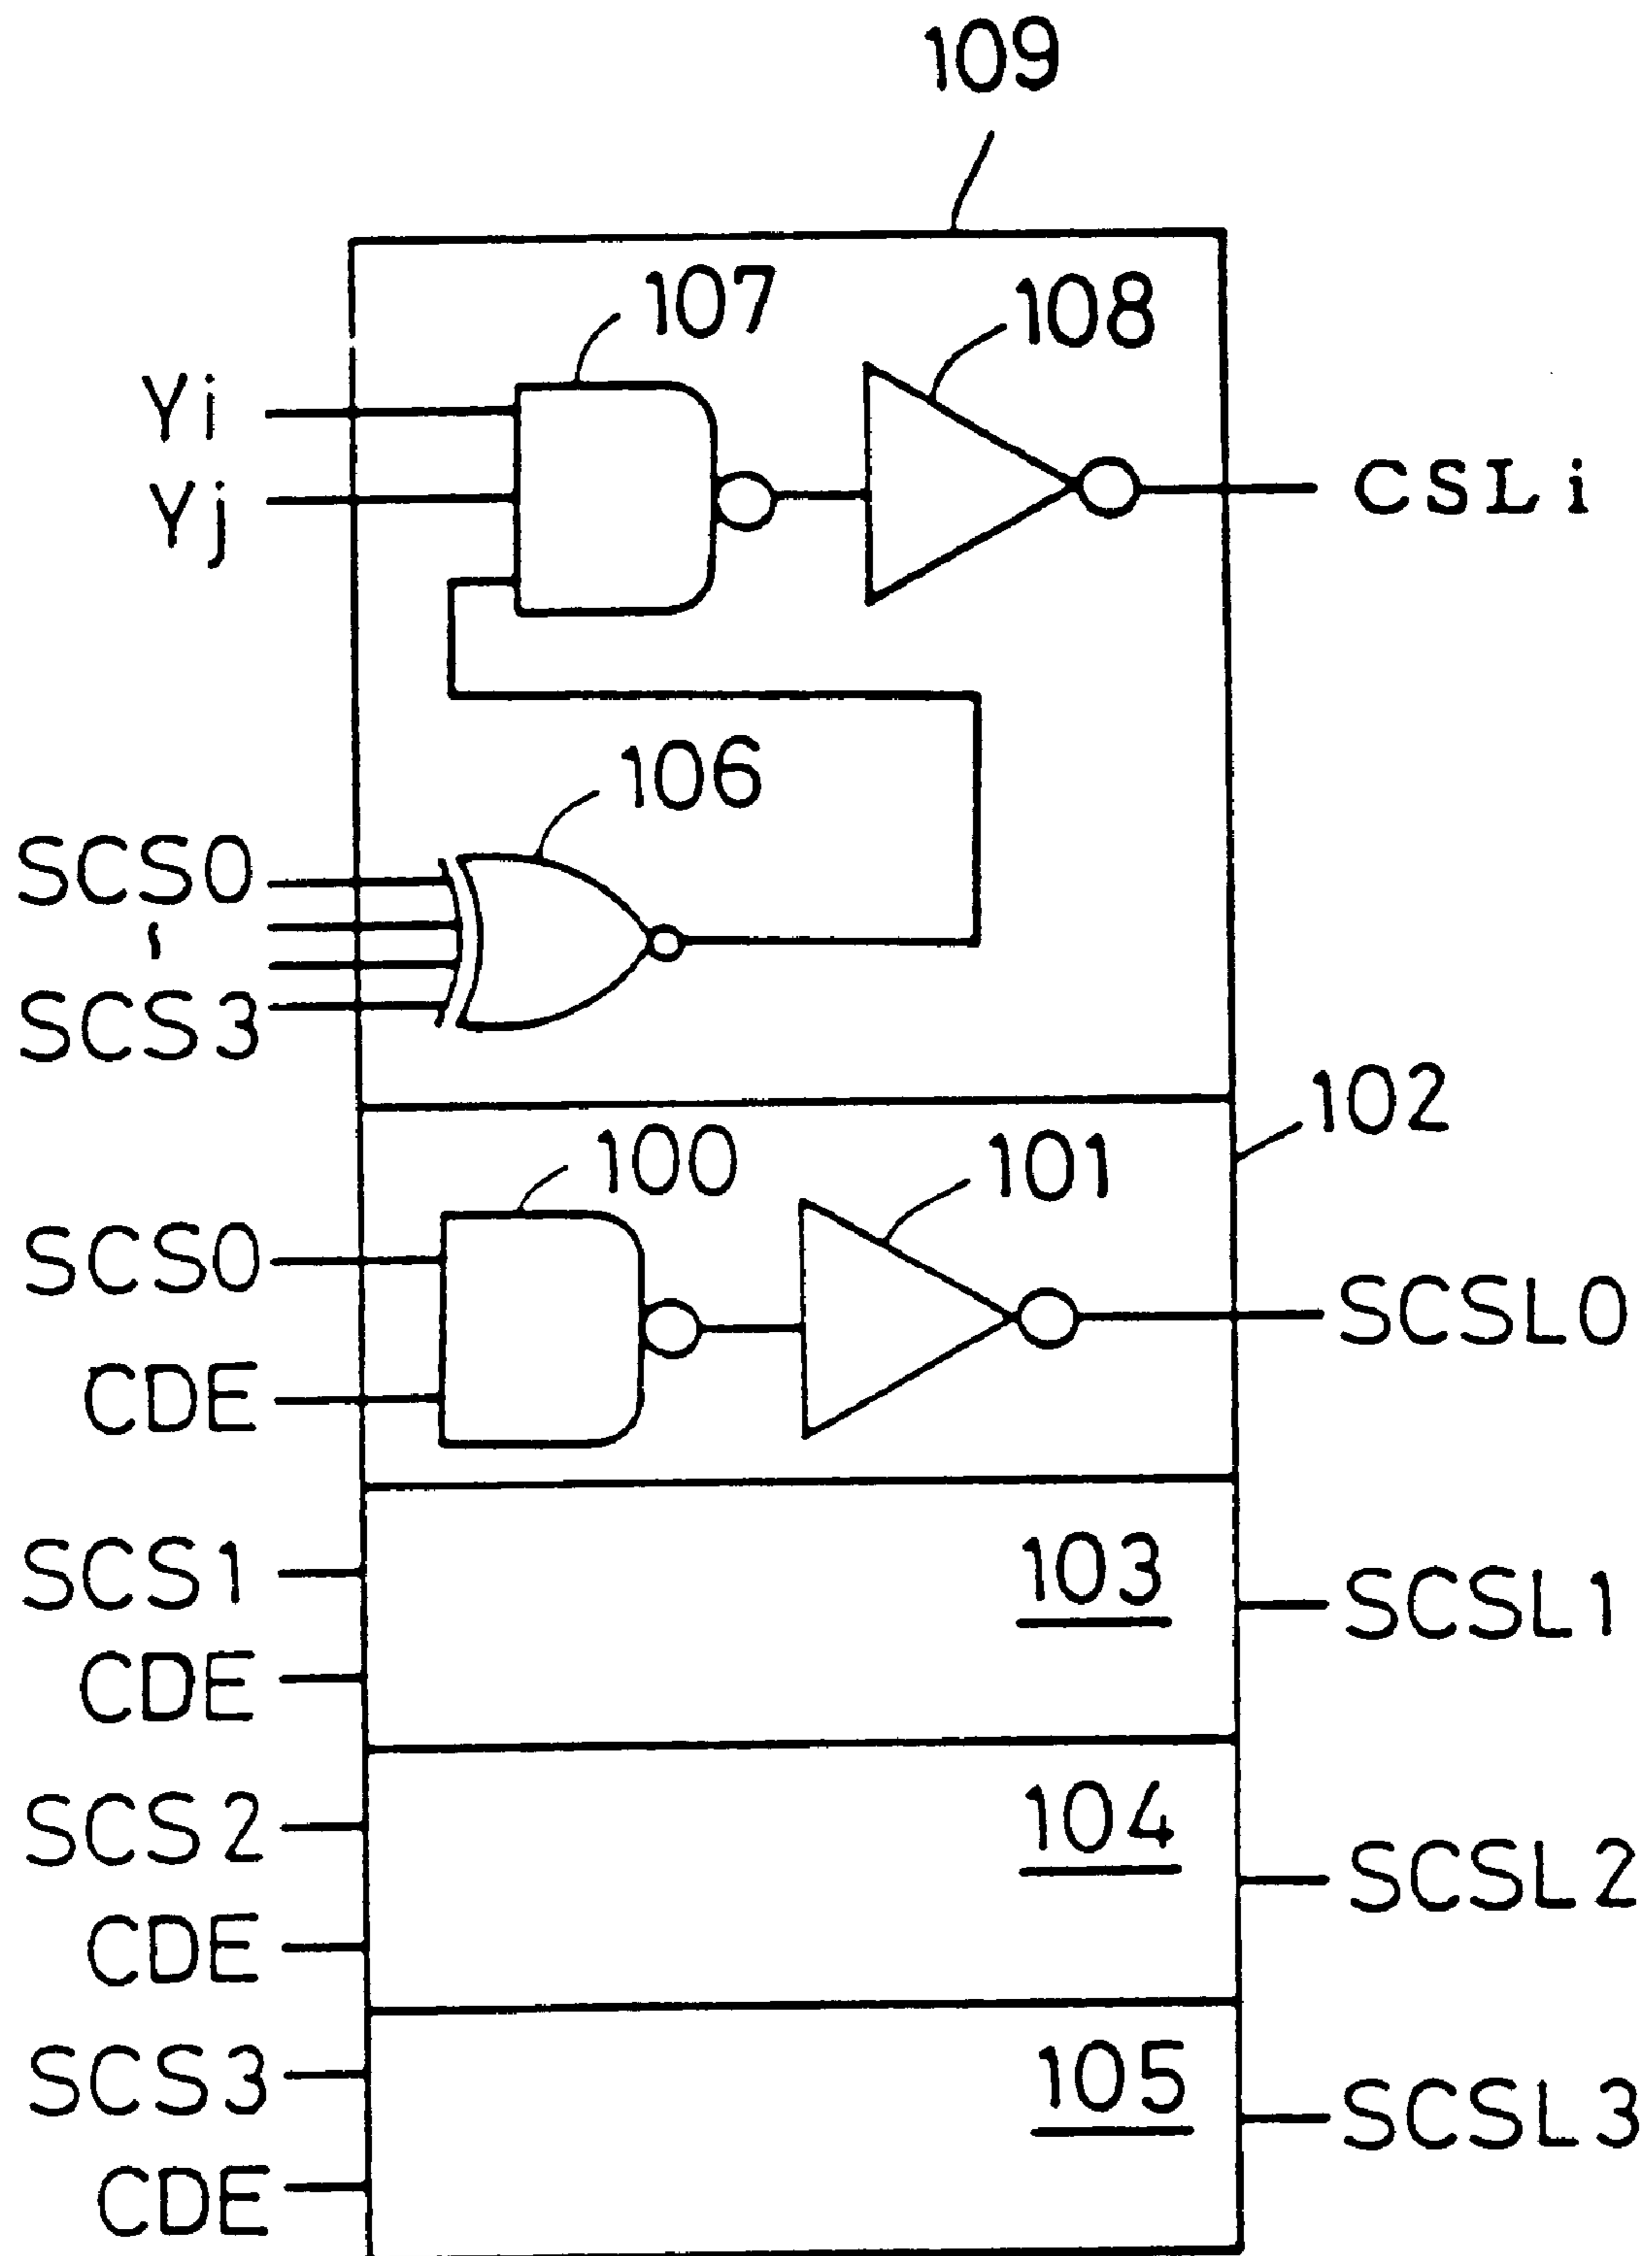 109
107
108
Yi
Yj
CSLi
106
SCS0
~
SCS3
102
100
101
SCS0
SCSL0
CDE
103
SCS1
SCSL1
CDE
104
SCS2
SCSL2
CDE
105
SCS3
SCSL3
CDE